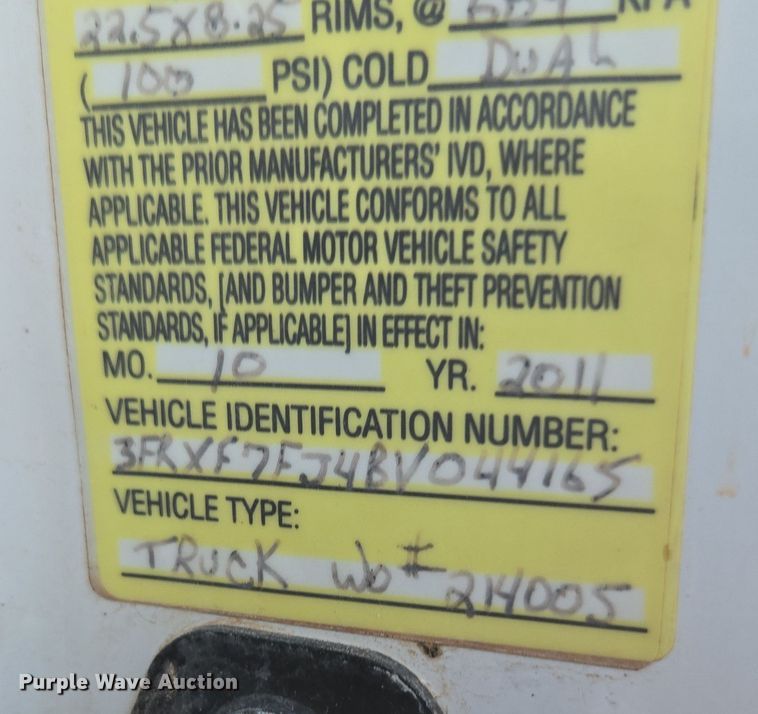 22.5X8.25 RIMS, @
( 100 PSI) COLD DUAL
THIS VEHICLE HAS BEEN COMPLETED IN ACCORDANCE
WITH THE PRIOR MANUFACTURERS' IVD, WHERE
APPLICABLE. THIS VEHICLE CONFORMS TO ALL
APPLICABLE FEDERAL MOTOR VEHICLE SAFETY
STANDARDS, [AND BUMPER AND THEFT PREVENTION
STANDARDS, IF APPLICABLE] IN EFFECT IN:
MO. 10 YR. 2011
VEHICLE IDENTIFICATION NUMBER:
3FRXF7FJ4BV044165
VEHICLE TYPE:
TRUCK WO# 214005
Purple Wave Auction